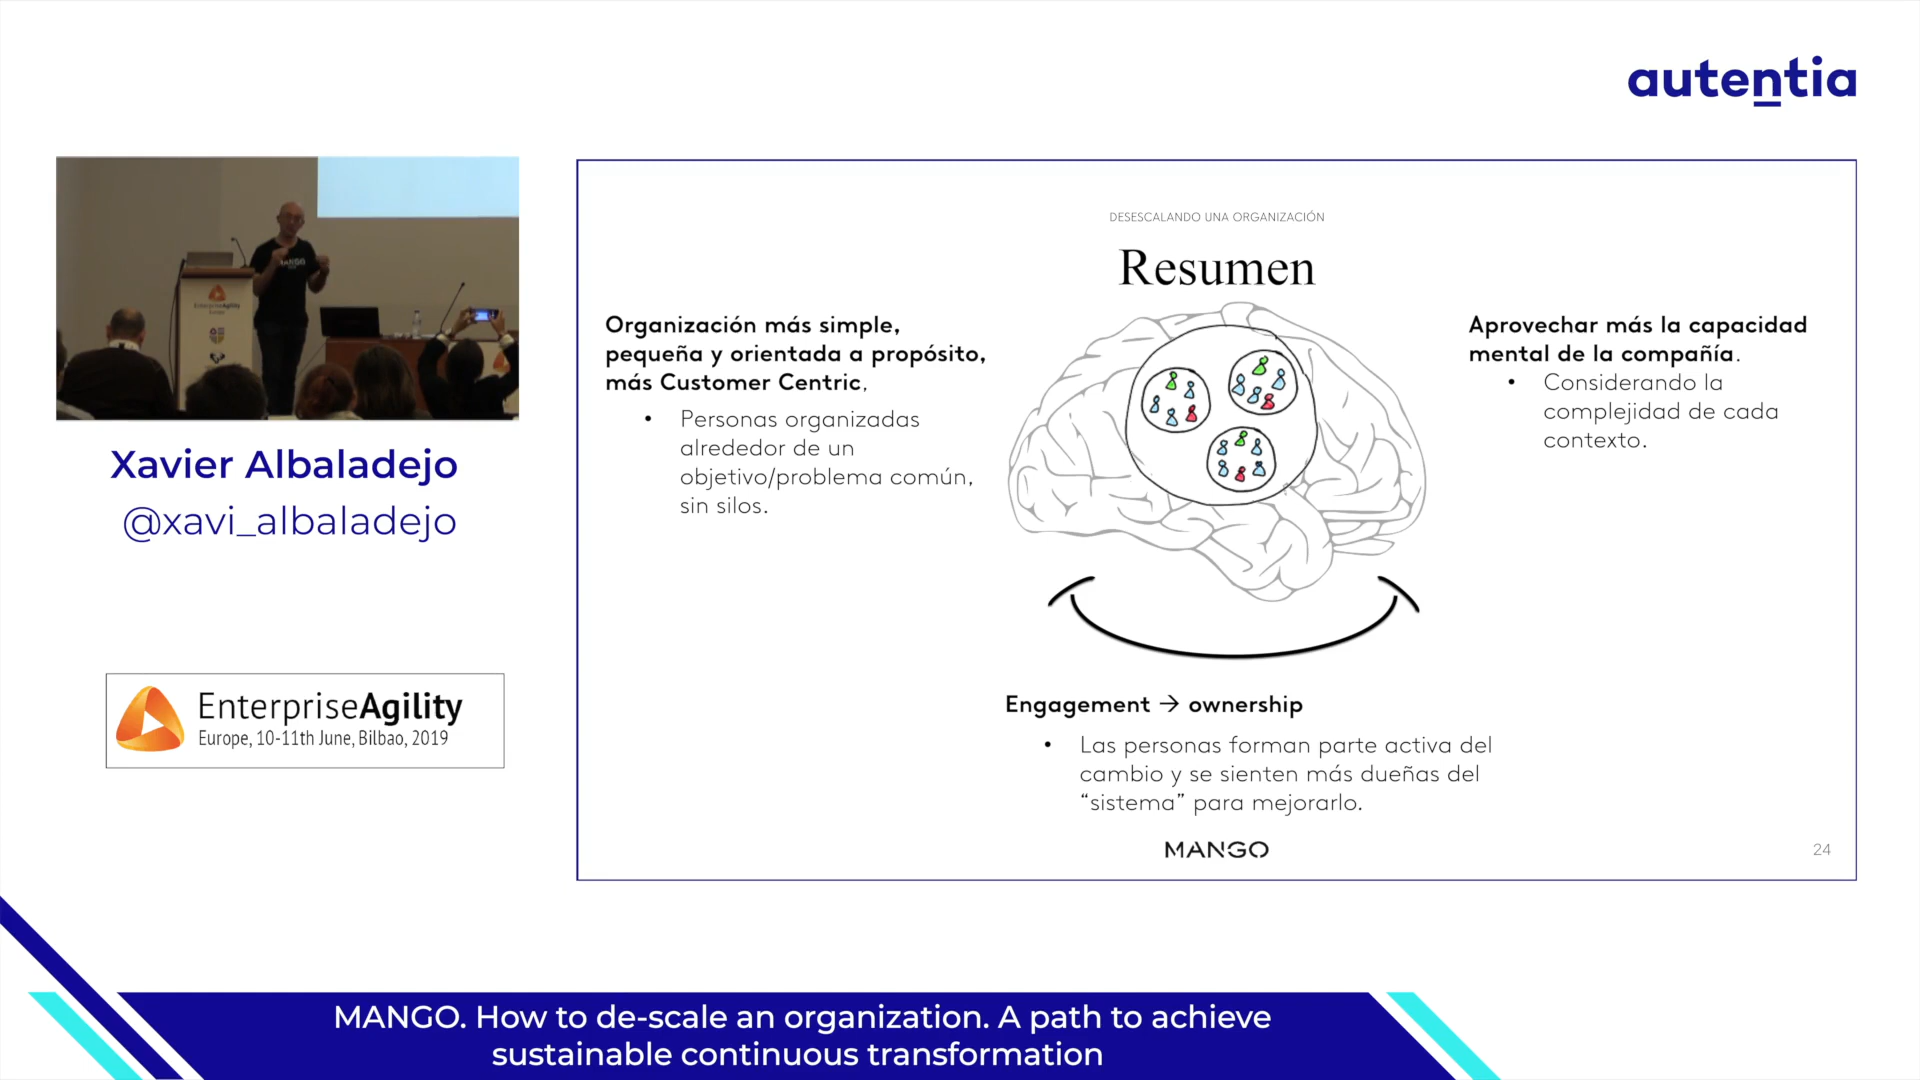 autentia
DESESCALANDO UNA ORGANIZACIÓN
Resumen
Organización más simple,
pequeña y orientada a propósito,
más Customer Centric,
• Personas organizadas
alrededor de un
objetivo/problema común,
sin silos.
Aprovechar más la capacidad
mental de la compañía.
• Considerando la
complejidad de cada
contexto.
Engagement → ownership
• Las personas forman parte activa del
cambio y se sienten más dueñas del
“sistema” para mejorarlo.
MANGO
24
MANGO
EnterpriseAgility
Xavier Albaladejo
@xavi_albaladejo
EnterpriseAgility
Europe, 10-11th June, Bilbao, 2019
MANGO. How to de-scale an organization. A path to achieve
sustainable continuous transformation